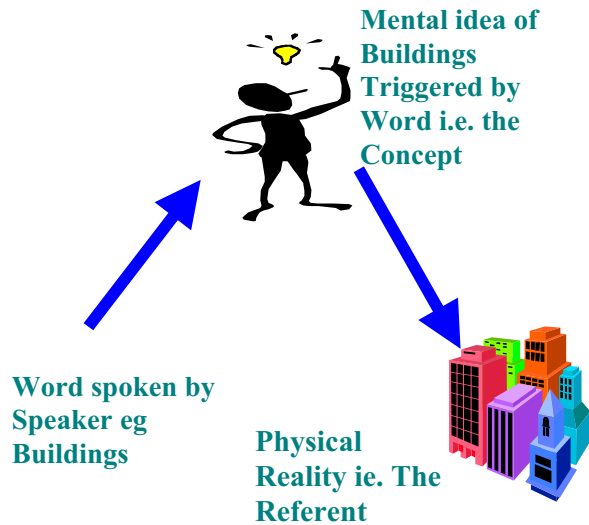 Mental idea of
Buildings
Triggered by
Word i.e. the
Concept
Word spoken by
Speaker eg
Buildings
Physical
Reality ie. The
Referent